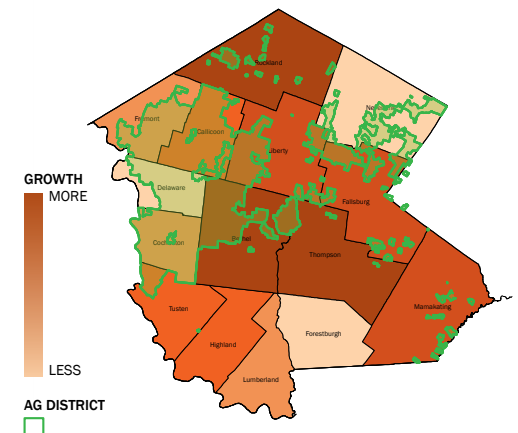 Rockland
Fremont
Callicoon
Liberty
Delaware
Fallsburg
GROWTH
MORE
Cochecton
Bethel
Thompson
Tusten
Mamakating
Forestburgh
Highland
LESS
Lumberland
AG DISTRICT